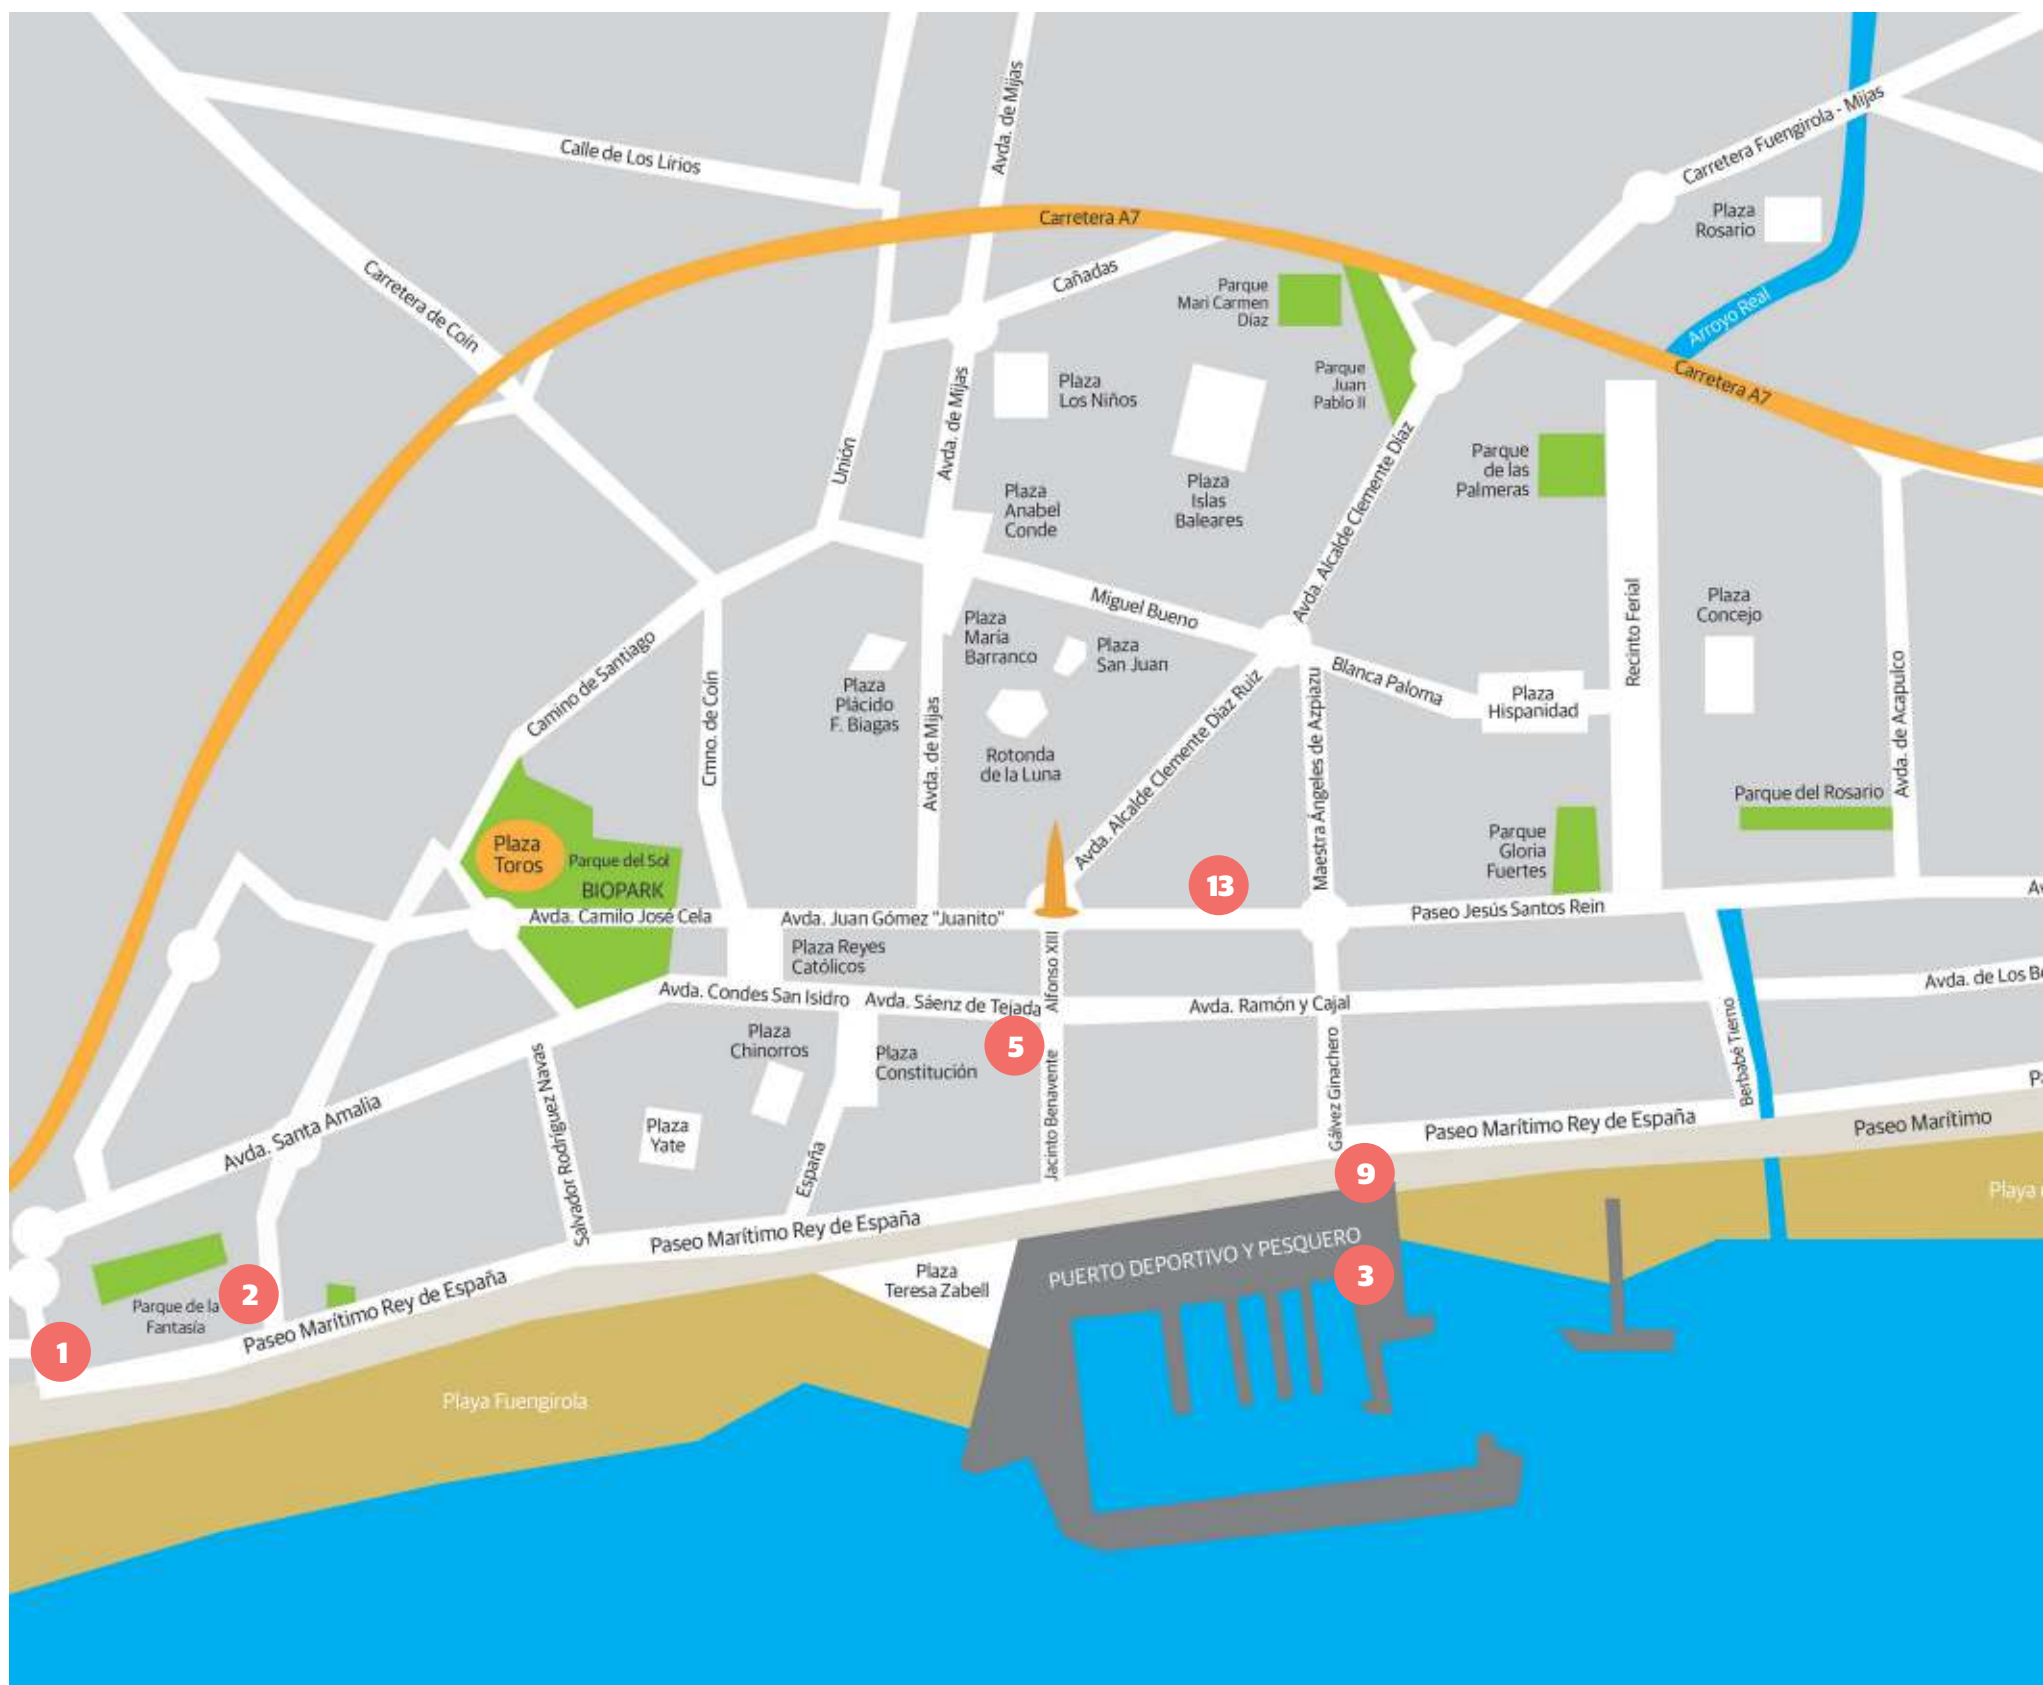 Avda. de Mijas
Calle de Los Lirios
Carretera Fuengirola - Mijas
Carretera A7
Plaza
Rosario
Carretera de Coín
Cañadas
Parque
Mari Carmen
Díaz
Arroyo Real
Parque
Juan
Pablo II
Carretera A7
Plaza
Los Niños
Avda. de Mijas
Unión
Plaza
Islas
Baleares
Plaza
Anabel
Conde
Avda. Alcalde Clemente Díaz
Parque
de las
Palmeras
Miguel Bueno
Recinto Ferial
Plaza
Concejo
Plaza
María
Barranco
Plaza
San Juan
Camino de Santiago
Cmno. de Coín
Plaza
Plácido
F. Biagas
Avda. de Mijas
Rotonda
de la Luna
Avda. Alcalde Clemente Díaz Ruiz
Maestra Ángeles de Azpiazu
Blanca Paloma
Plaza
Hispanidad
Avda. de Acapulco
Parque del Rosario
Plaza
Toros
Parque del Sol
BIOPARK
Parque
Gloria
Fuertes
13
Avda. Camilo José Cela
Avda. Juan Gómez "Juanito"
Paseo Jesús Santos Rein
Av
Plaza Reyes
Católicos
Alfonso XIII
Avda. Condes San Isidro
Avda. Sáenz de Tejada
Avda. Ramón y Cajal
Avda. de Los Bo
Plaza
Chinorros
Plaza
Constitución
5
Jacinto Benavente
Gálvez Ginachero
Berbabé Tierno
Salvador Rodríguez Navas
Avda. Santa Amalia
Plaza
Yate
España
Paseo Marítimo Rey de España
Pa
Paseo Marítimo
9
Playa
Paseo Marítimo Rey de España
PUERTO DEPORTIVO Y PESQUERO
3
Plaza
Teresa Zabell
Parque de la
Fantasía
2
Paseo Marítimo Rey de España
1
Playa Fuengirola